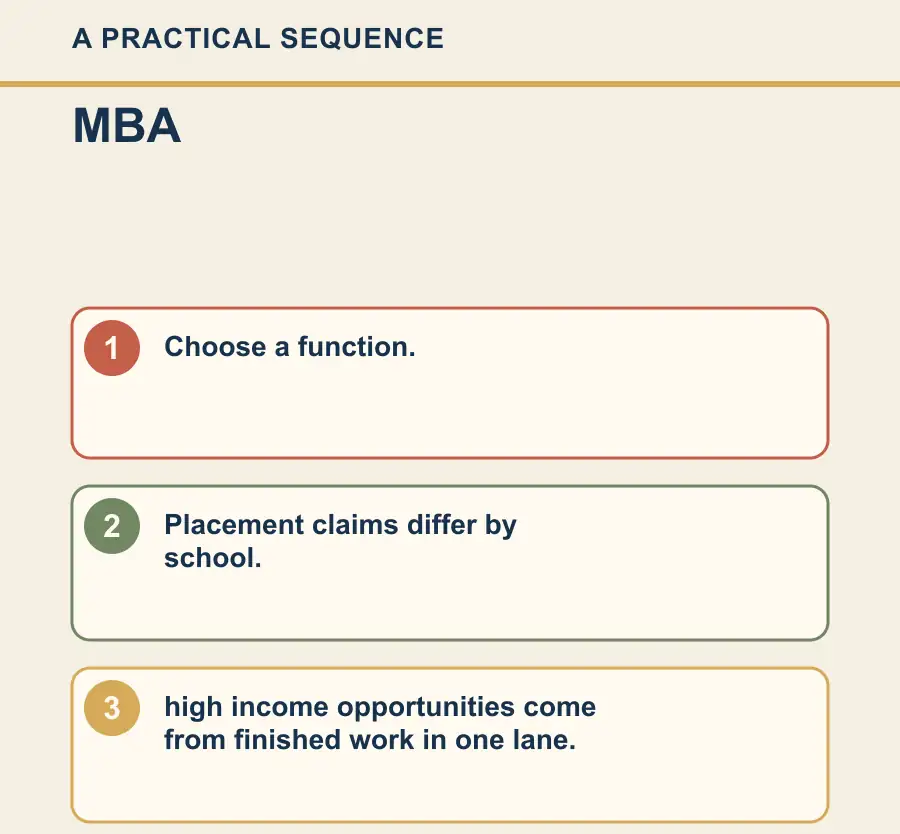 A PRACTICAL SEQUENCE
MBA
1
Choose a function.
2
Placement claims differ by
school.
3
high income opportunities come
from finished work in one lane.